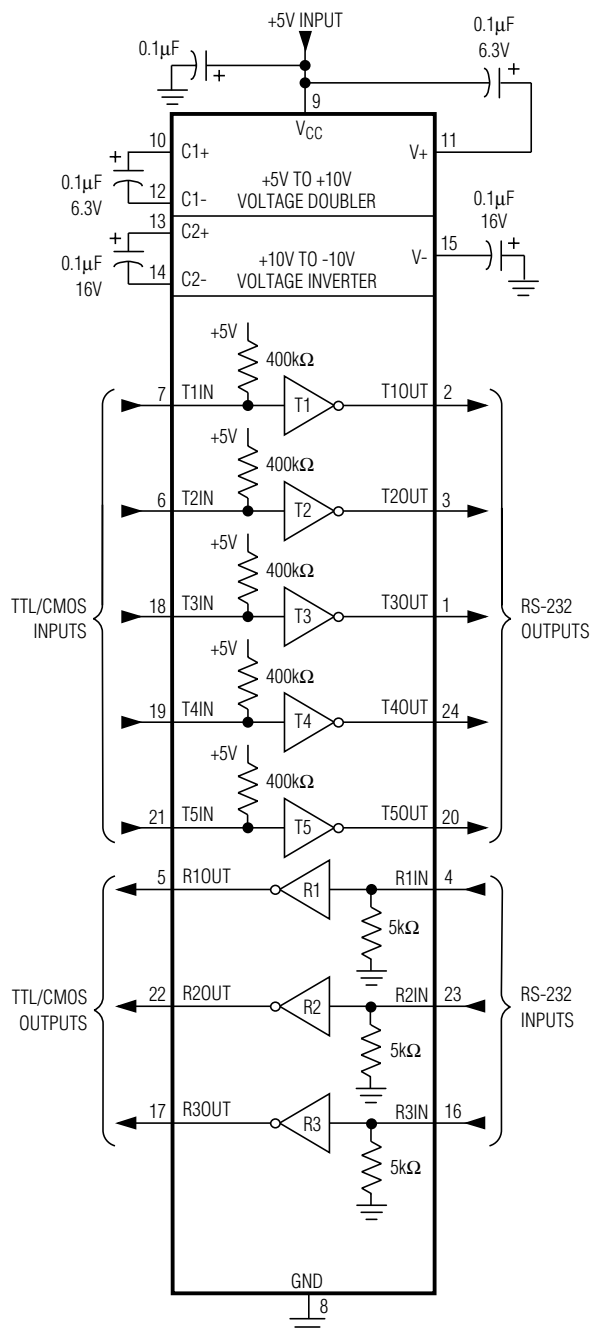 +5V INPUT
0.1μF
0.1μF
6.3V
9
VCC
10
C1+
V+
11
0.1μF
6.3V
12
C1-
+5V TO +10V
VOLTAGE DOUBLER
13
C2+
0.1μF
16V
14
C2-
+10V TO -10V
VOLTAGE INVERTER
V-
15
0.1μF
16V
+5V
400kΩ
7
T1IN
T1
T1OUT
2
+5V
400kΩ
6
T2IN
T2
T2OUT
3
+5V
400kΩ
18
T3IN
T3
T3OUT
1
TTL/CMOS
INPUTS
RS-232
OUTPUTS
+5V
400kΩ
19
T4IN
T4
T4OUT
24
+5V
400kΩ
21
T5IN
T5
T5OUT
20
5
R1OUT
R1
R1IN
4
5kΩ
22
R2OUT
R2
R2IN
23
5kΩ
TTL/CMOS
OUTPUTS
RS-232
INPUTS
17
R3OUT
R3
R3IN
16
5kΩ
GND
8